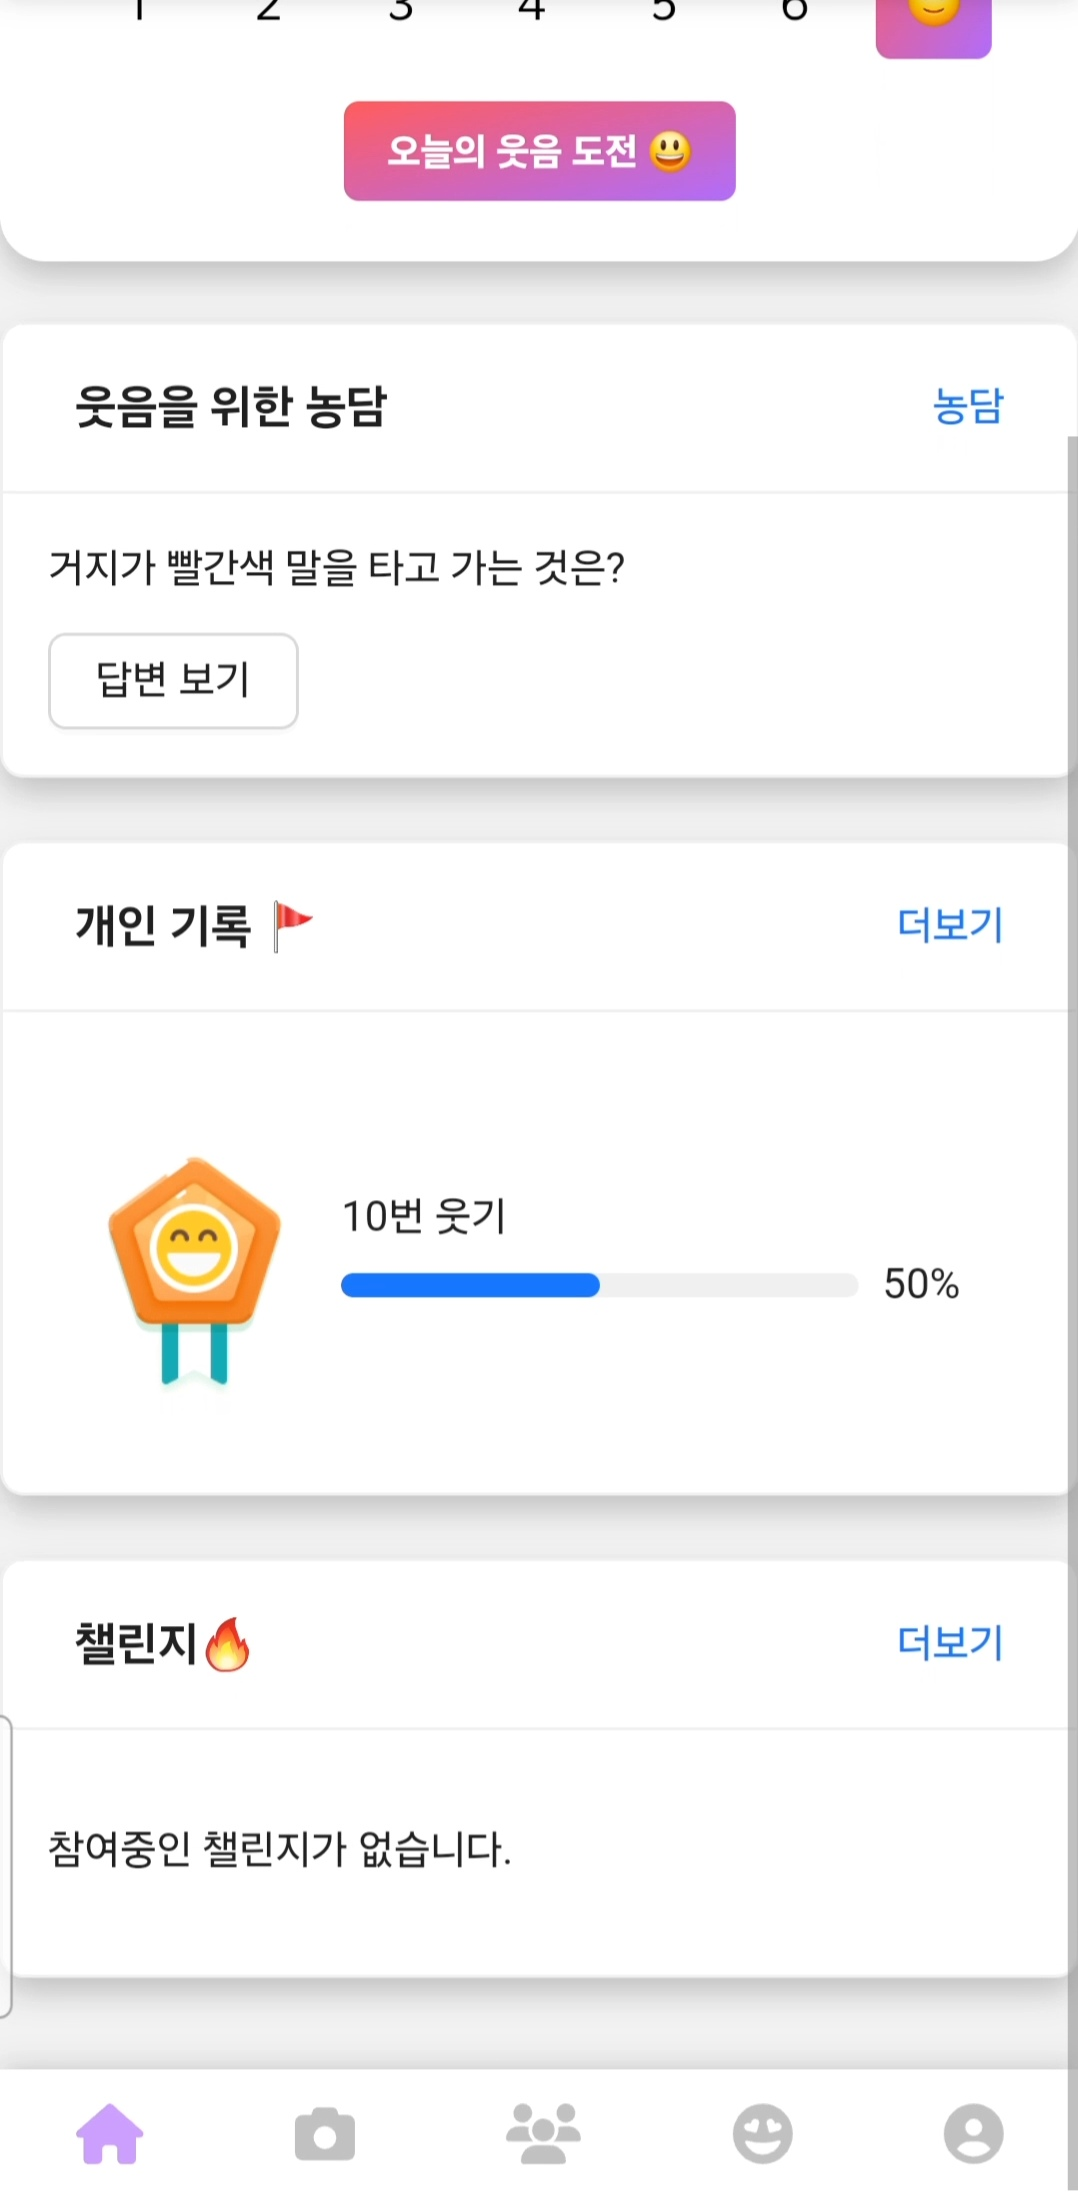 1 2 3 4 5 6
오늘의 웃음 도전 😃
웃음을 위한 농담 농담
거지가 빨간색 말을 타고 가는 것은?
답변 보기
개인 기록 🚩 더보기
10번 웃기
50%
챌린지🔥 더보기
참여중인 챌린지가 없습니다.